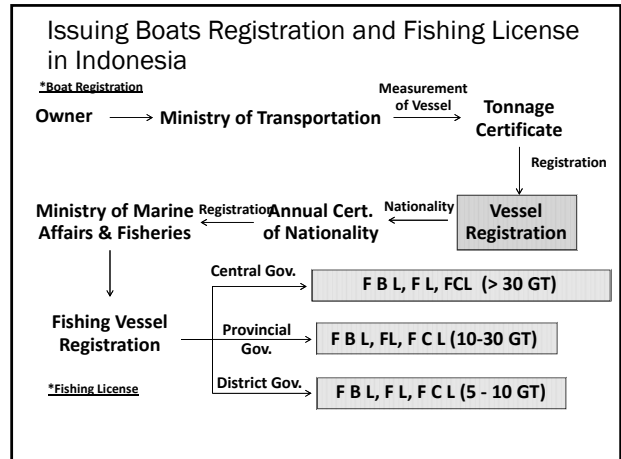 Issuing Boats Registration and Fishing License
in Indonesia
*Boat Registration
Owner
Ministry of Transportation
Measurement
of Vessel
Tonnage
Certificate
Registration
Vessel
Registration
Nationality
Annual Cert.
of Nationality
Registration
Ministry of Marine
Affairs & Fisheries
Fishing Vessel
Registration
Central Gov.
F B L, F L, FCL (> 30 GT)
Provincial
Gov.
F B L, FL, F C L (10-30 GT)
District Gov.
F B L, F L, F C L (5 - 10 GT)
*Fishing License